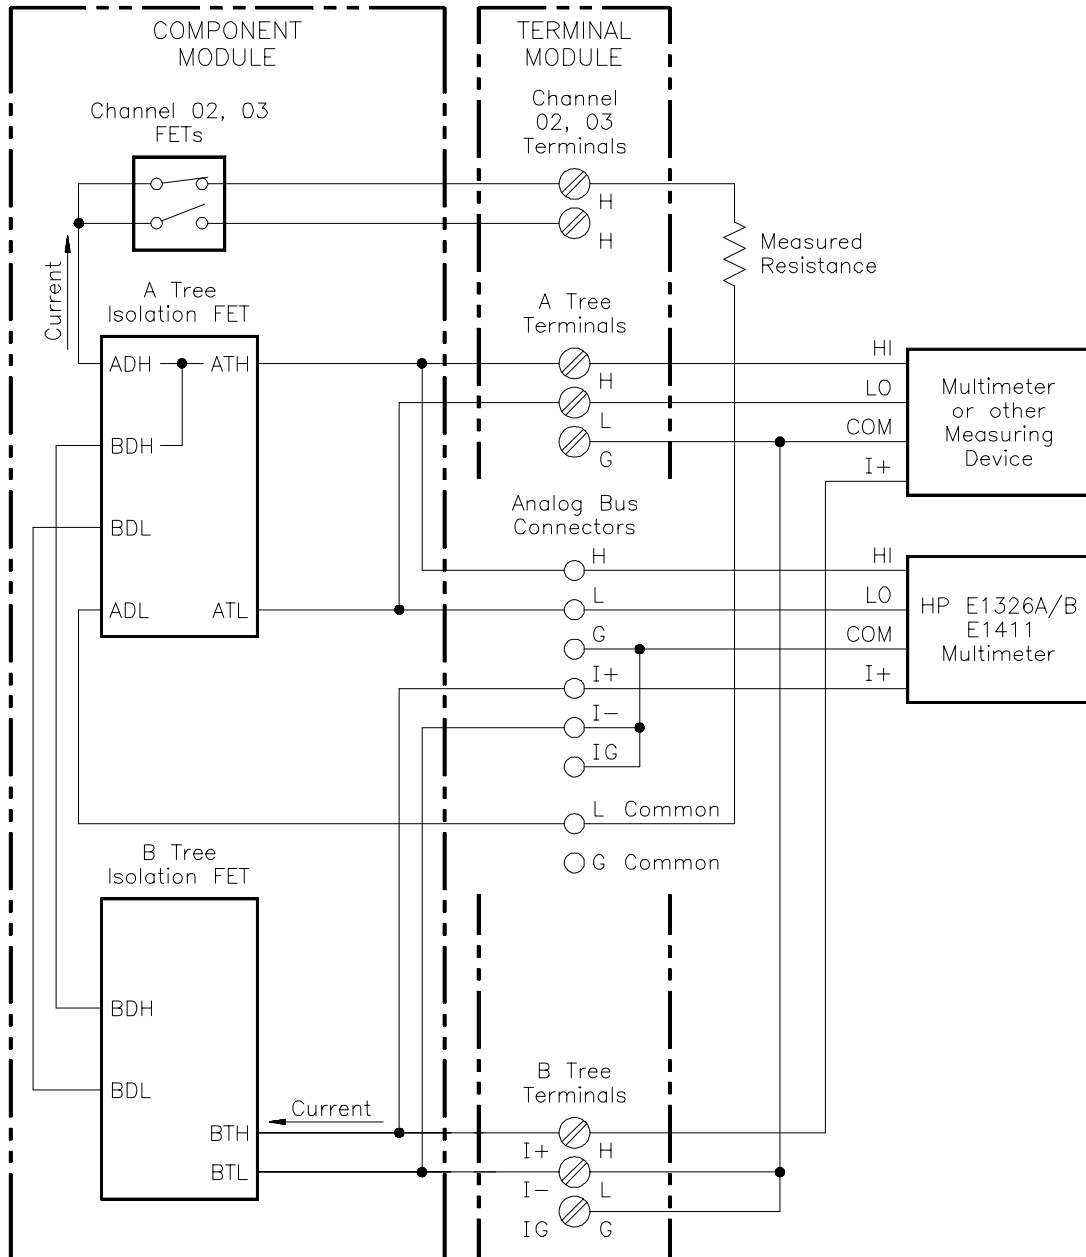 COMPONENT
MODULE
TERMINAL
MODULE
Channel 02, 03
FETs
Channel
02, 03
Terminals
H
H
Measured
Resistance
Current
A Tree
Isolation FET
A Tree
Terminals
ADH
ATH
BDH
BDL
ADL
ATL
H
L
G
HI
LO
COM
I+
Multimeter
or other
Measuring
Device
Analog Bus
Connectors
H
L
G
I+
I-
IG
L Common
G Common
HI
LO
COM
I+
HP E1326A/B
E1411
Multimeter
B Tree
Isolation FET
BDH
BDL
BTH
BTL
Current
B Tree
Terminals
I+
H
I-
L
IG
G